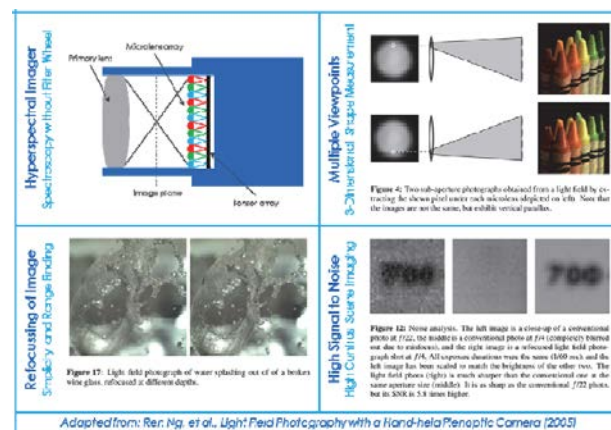 Hyperspectral Imager
Spectroscopy without Filter Wheel
Primary lens
Microlens array
Image plane
Sensor array
Multiple Viewpoints
3-Dimensional Shape Measurement
Figure 4: Two sub-aperture photographs obtained from a light field by ex-
tracting the shown pixel under each microlens (depicted on left). Note that
the images are not the same, but exhibit vertical parallax.
Refocussing of Image
Simplicity and Range Finding
Figure 17: Light field photograph of water splashing out of of a broken
wine glass, refocused at different depths.
High Signal to Noise
High Contrast Scene Imaging
700
700
Figure 12: Noise analysis. The left image is a close-up of a conventional
photo at f/22, the middle is a conventional photo at f/4 (completely blurred
out due to misfocus), and the right image is a refocused light field photo-
graph shot at f/4. All exposure durations were the same (1/60 sec), and the
left image has been scaled to match the brightness of the other two. The
light field photo (right) is much sharper than the conventional one at the
same aperture size (middle). It is as sharp as the conventional f/22 photo,
but its SNR is 5.8 times higher.
Adapted from: Ren Ng, et al., Light Field Photography with a Hand-held Plenoptic Camera (2005)